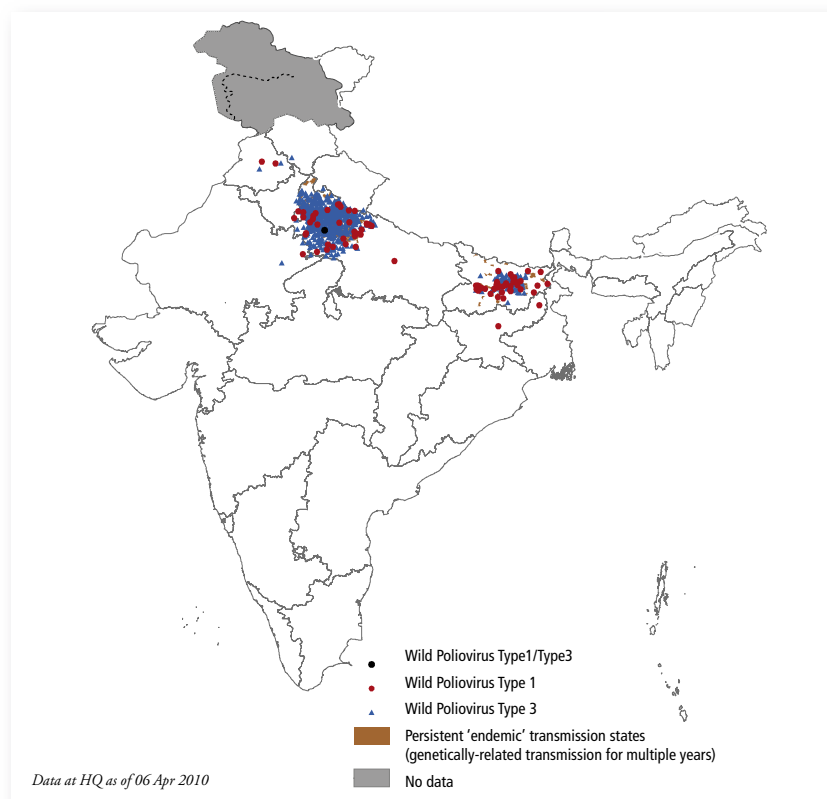 Wild Poliovirus Type1/Type3
Wild Poliovirus Type 1
Wild Poliovirus Type 3
Persistent ‘endemic’ transmission states
(genetically-related transmission for multiple years)
No data
Data at HQ as of 06 Apr 2010